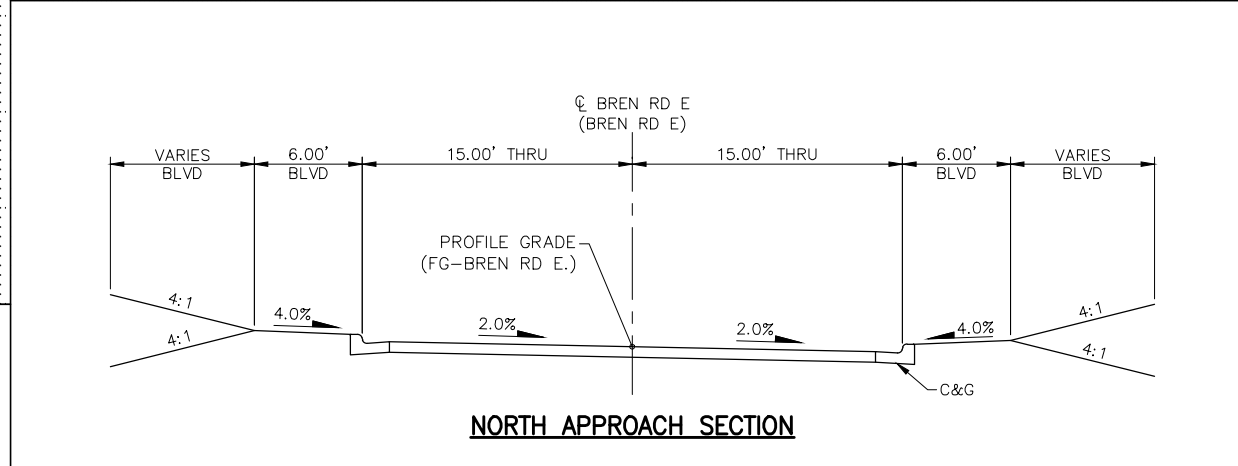 ℄ BREN RD E
(BREN RD E)
VARIES
BLVD
6.00'
BLVD
15.00' THRU
15.00' THRU
6.00'
BLVD
VARIES
BLVD
PROFILE GRADE
(FG-BREN RD E.)
4:1
4:1
4.0%
2.0%
2.0%
4.0%
4:1
4:1
C&G
NORTH APPROACH SECTION